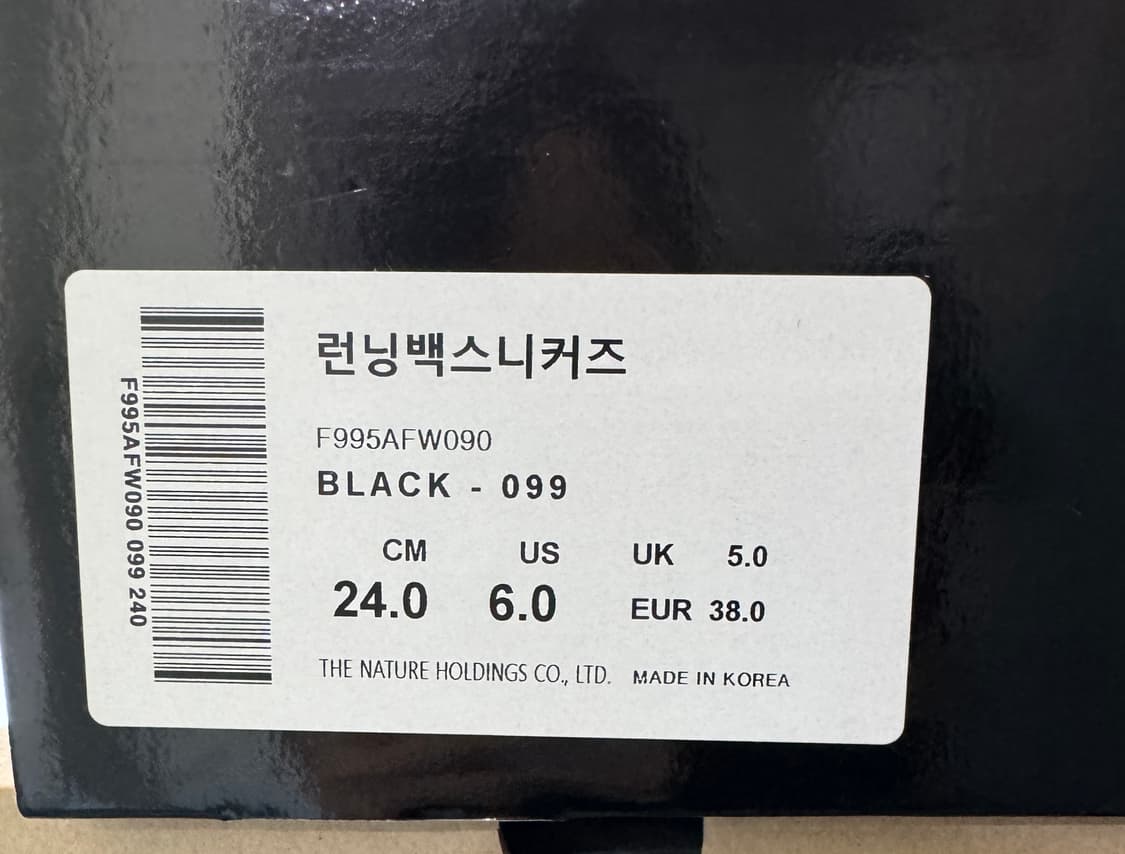 런닝백스니커즈
F995AFW090
BLACK - 099
CM US UK 5.0
24.0 6.0 EUR 38.0
THE NATURE HOLDINGS CO., LTD. MADE IN KOREA
F995AFW090 099 240